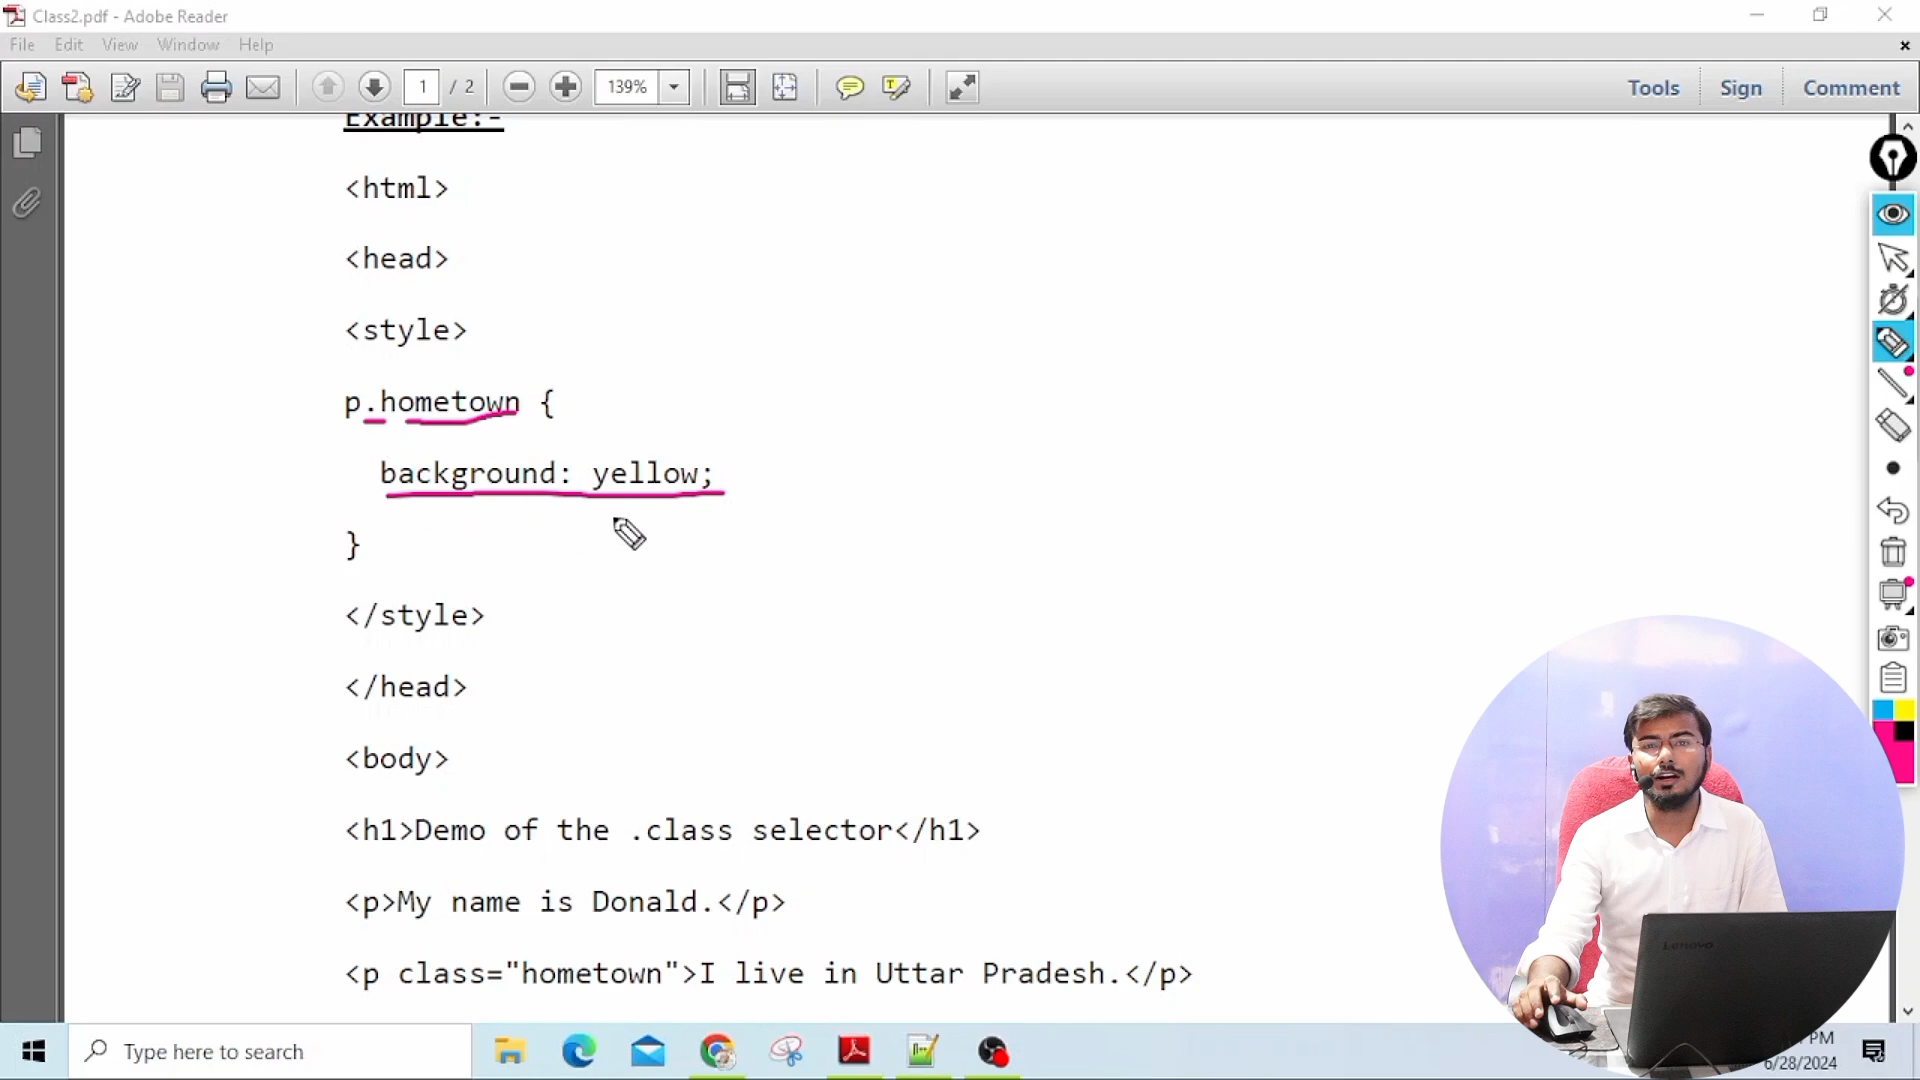 Class2.pdf - Adobe Reader
File Edit View Window Help
1 / 2 139% Tools Sign Comment
Example:-
<html>
<head>
<style>
p.hometown {
background: yellow;
}
</style>
</head>
<body>
<h1>Demo of the .class selector</h1>
<p>My name is Donald.</p>
<p class="hometown">I live in Uttar Pradesh.</p>
Lenovo
Type here to search
PM
6/28/2024